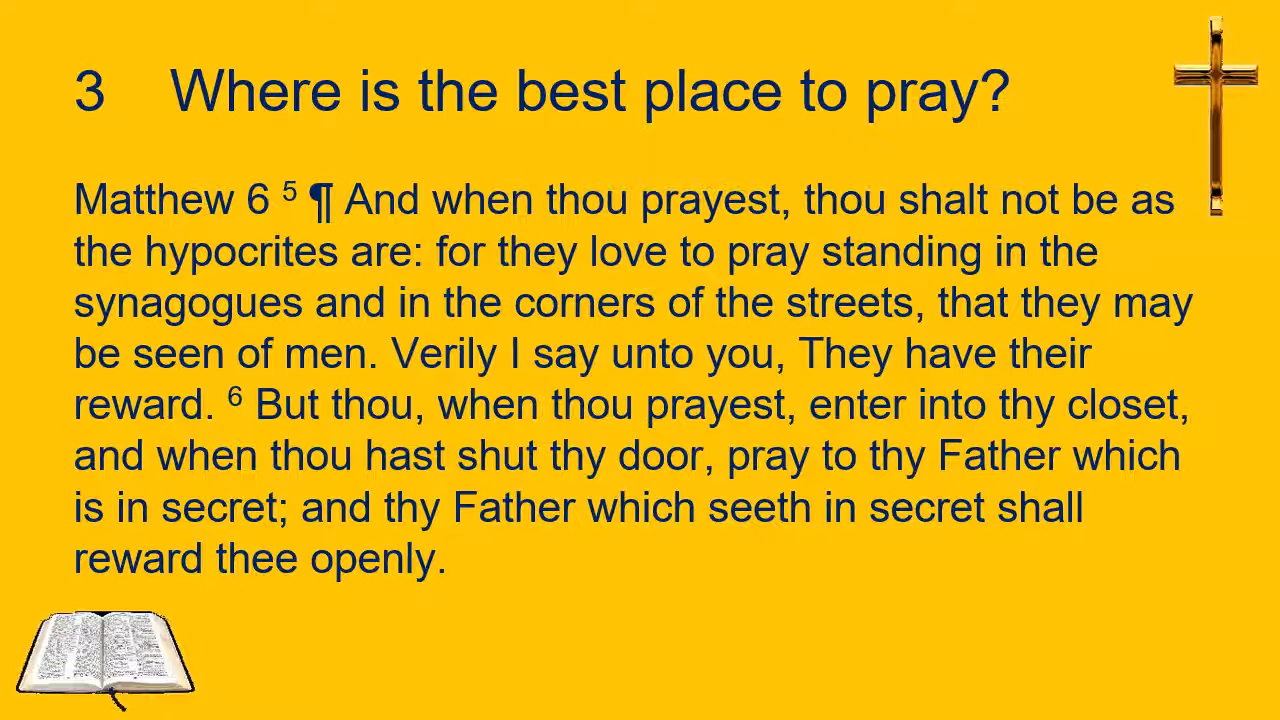 3 Where is the best place to pray?
Matthew 6 ⁵ ¶ And when thou prayest, thou shalt not be as
the hypocrites are: for they love to pray standing in the
synagogues and in the corners of the streets, that they may
be seen of men. Verily I say unto you, They have their
reward. ⁶ But thou, when thou prayest, enter into thy closet,
and when thou hast shut thy door, pray to thy Father which
is in secret; and thy Father which seeth in secret shall
reward thee openly.